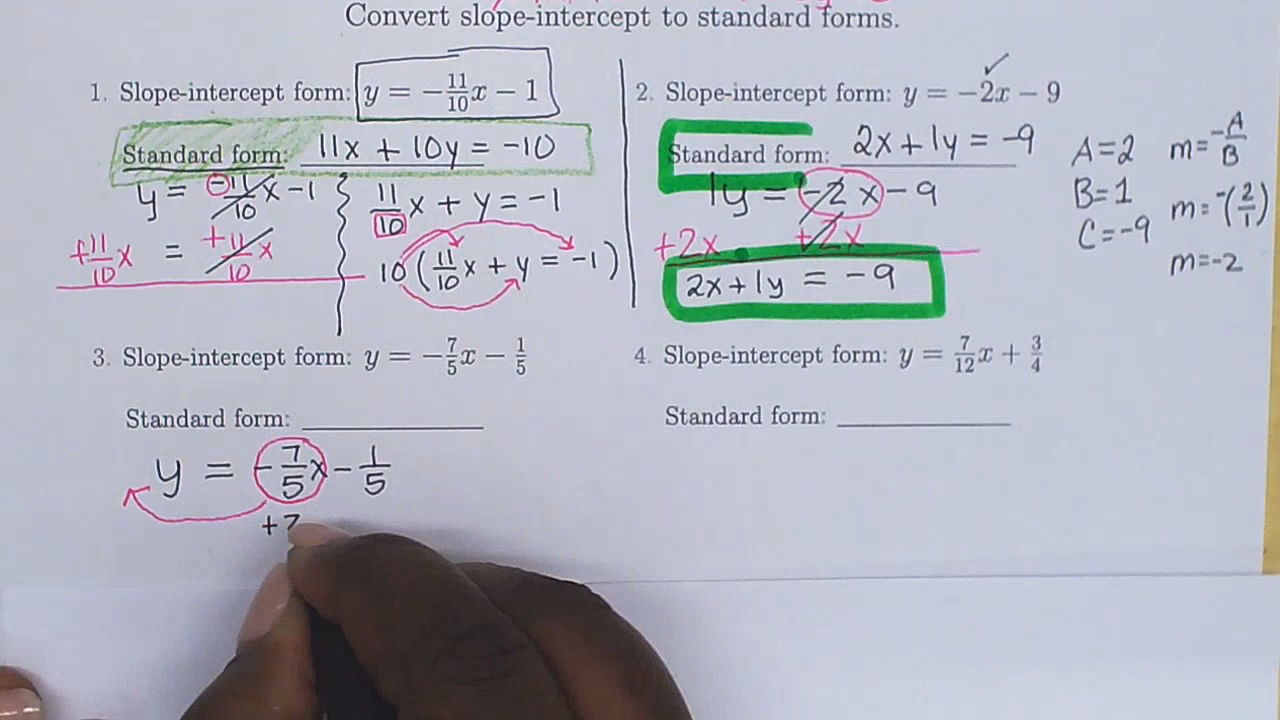 Convert slope-intercept to standard forms.
1. Slope-intercept form: y = -11/10x - 1
Standard form: 11x + 10y = -10
y = -11/10x - 1
+11/10x = +11/10x
11/10x + y = -1
10(11/10x + y = -1)
2. Slope-intercept form: y = -2x - 9
Standard form: 2x + 1y = -9
1y = -2x - 9
+2x +2x
2x + 1y = -9
A = 2
B = 1
C = -9
m = -A/B
m = -(2/1)
m = -2
3. Slope-intercept form: y = -7/5x - 1/5
Standard form:
y = -7/5x - 1/5
+7
4. Slope-intercept form: y = 7/12x + 3/4
Standard form: